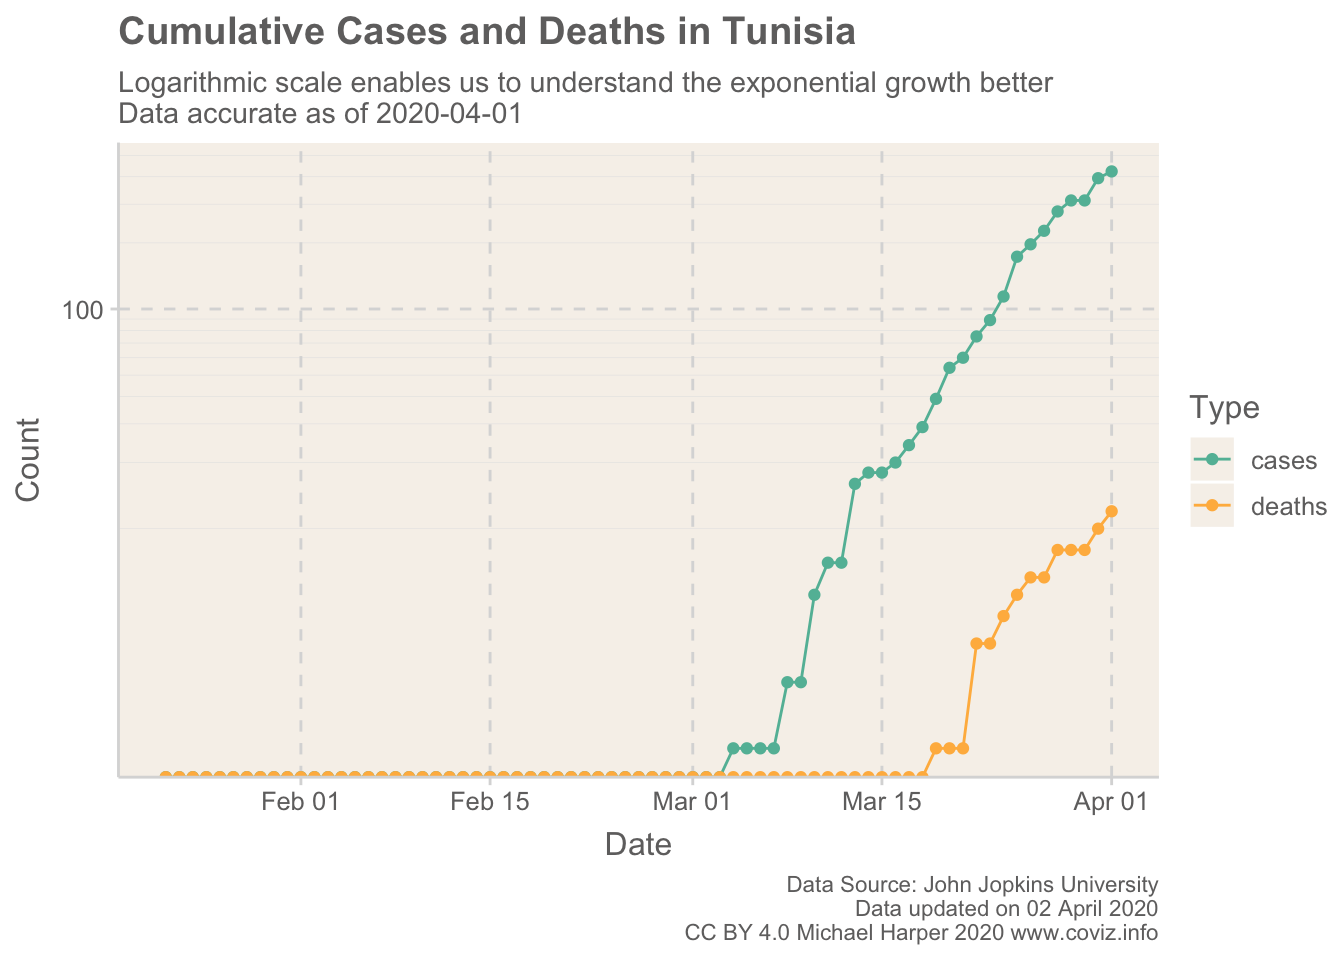 Cumulative Cases and Deaths in Tunisia
Logarithmic scale enables us to understand the exponential growth better
Data accurate as of 2020-04-01
100
Count
Feb 01
Feb 15
Mar 01
Mar 15
Apr 01
Date
Type
cases
deaths
Data Source: John Jopkins University
Data updated on 02 April 2020
CC BY 4.0 Michael Harper 2020 www.coviz.info